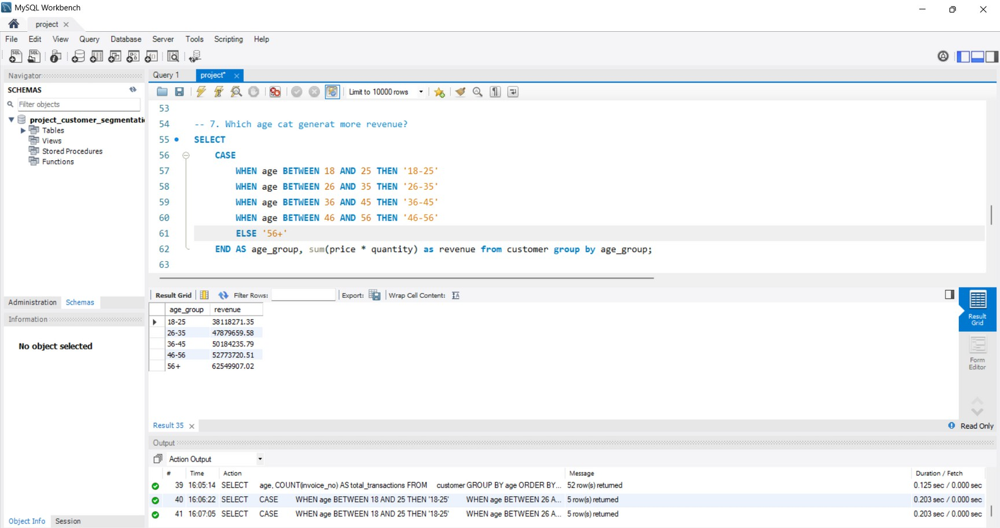 MySQL Workbench
project
File Edit View Query Database Server Tools Scripting Help
Navigator
SCHEMAS
Filter objects
project_customer_segmentati
Tables
Views
Stored Procedures
Functions
Administration Schemas
Information
No object selected
Object Info Session
Query 1 project*
Limit to 10000 rows
53
54 -- 7. Which age cat generat more revenue?
55 SELECT
56 CASE
57 WHEN age BETWEEN 18 AND 25 THEN '18-25'
58 WHEN age BETWEEN 26 AND 35 THEN '26-35'
59 WHEN age BETWEEN 36 AND 45 THEN '36-45'
60 WHEN age BETWEEN 46 AND 56 THEN '46-56'
61 ELSE '56+'
62 END AS age_group, sum(price * quantity) as revenue from customer group by age_group;
63
Result Grid Filter Rows: Export: Wrap Cell Content:
age_group revenue
18-25 38118271.35
26-35 47879659.58
36-45 50184235.79
46-56 52773720.51
56+ 62549907.02
Result Grid
Form Editor
Result 35
Read Only
Output
Action Output
# Time Action Message Duration / Fetch
39 16:05:14 SELECT age, COUNT(invoice_no) AS total_transactions FROM customer GROUP BY age ORDER BY... 52 row(s) returned 0.125 sec / 0.000 sec
40 16:06:22 SELECT CASE WHEN age BETWEEN 18 AND 25 THEN '18-25' WHEN age BETWEEN 26 A... 5 row(s) returned 0.203 sec / 0.000 sec
41 16:07:05 SELECT CASE WHEN age BETWEEN 18 AND 25 THEN '18-25' WHEN age BETWEEN 26 A... 5 row(s) returned 0.203 sec / 0.000 sec